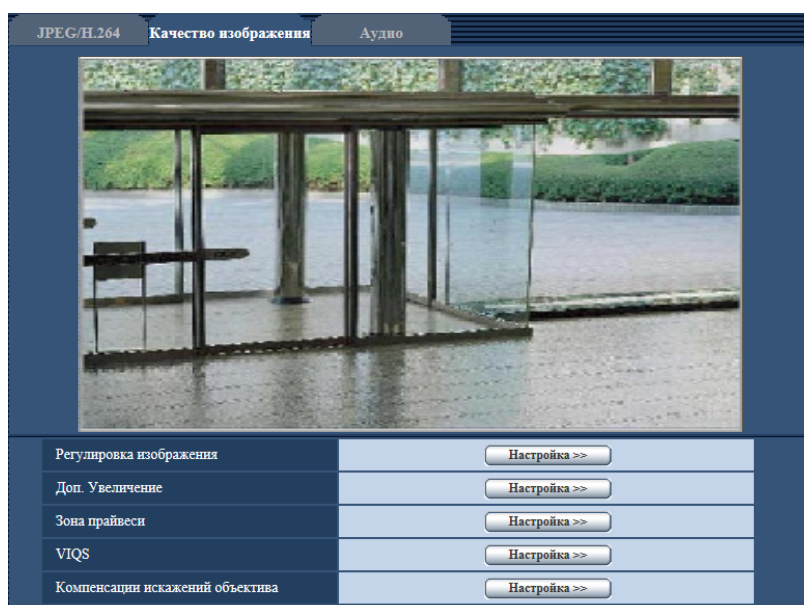 JPEG/H.264 Качество изображения Аудио
Регулировка изображения Настройка >>
Доп. Увеличение Настройка >>
Зона прайвеси Настройка >>
VIQS Настройка >>
Компенсации искажений объектива Настройка >>